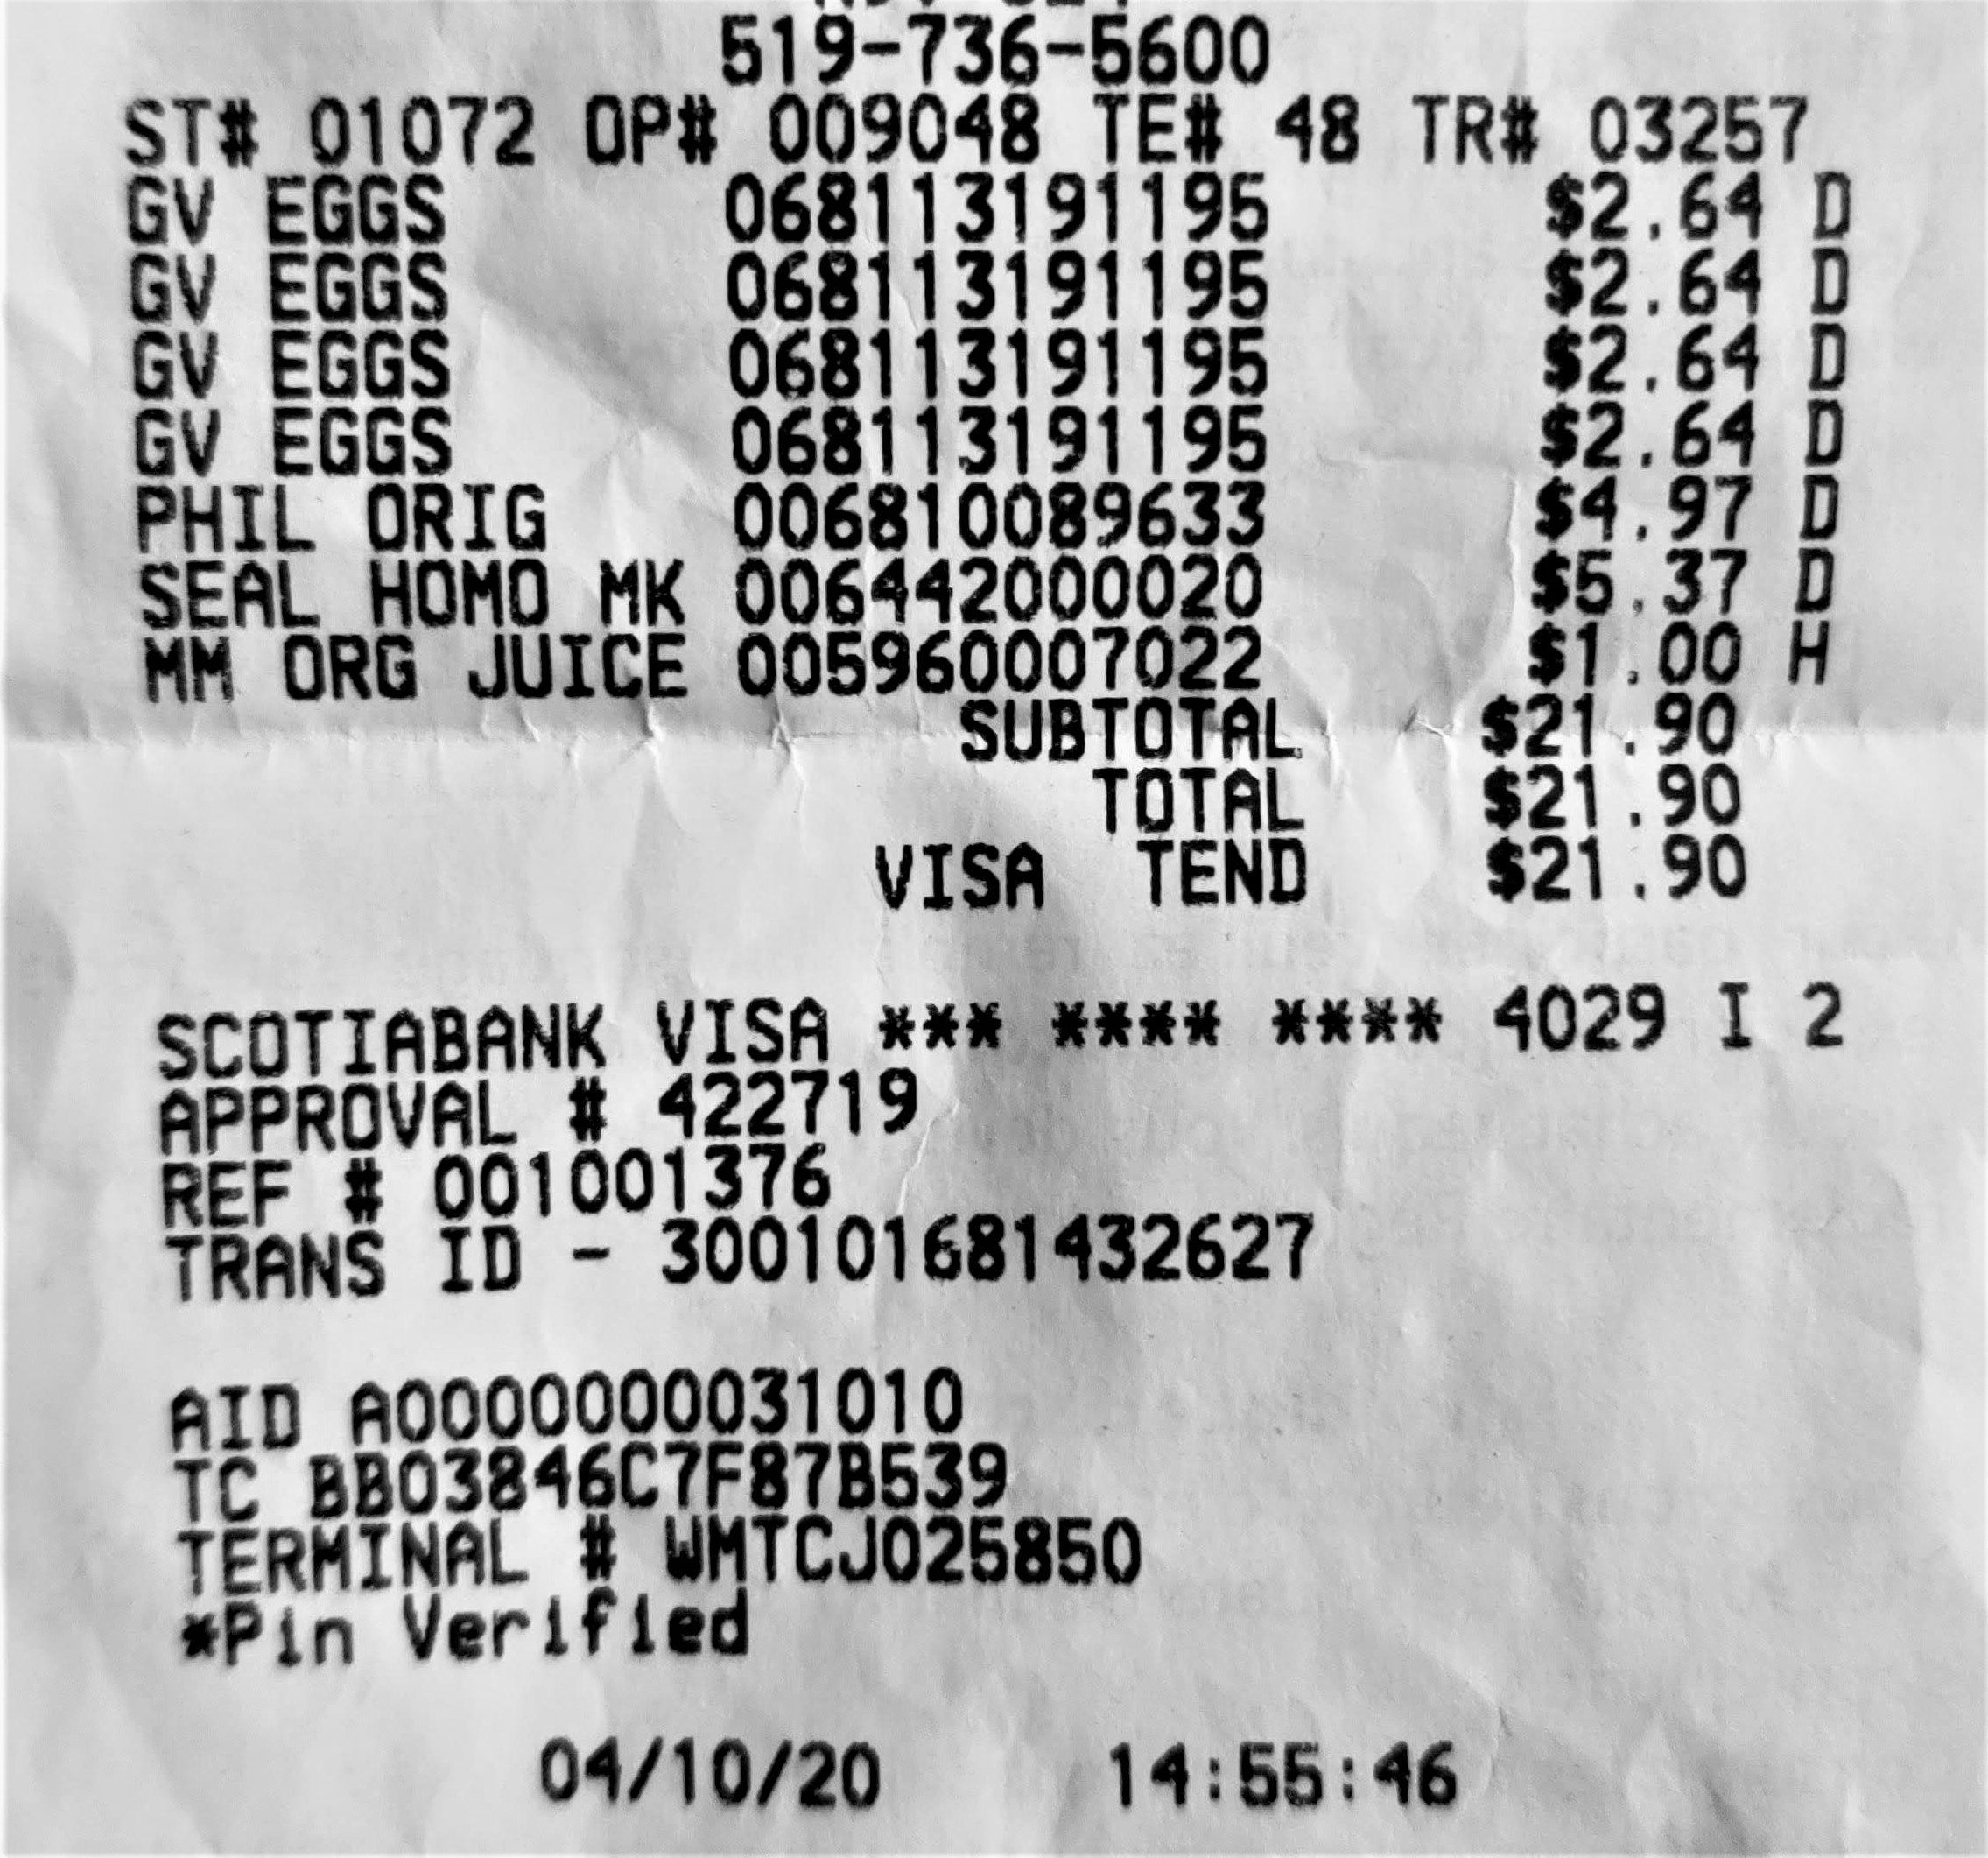 519-736-5600
ST# 01072 OP# 009048 TE# 48 TR# 03257
GV EGGS 068113191195 $2.64 D
GV EGGS 068113191195 $2.64 D
GV EGGS 068113191195 $2.64 D
GV EGGS 068113191195 $2.64 D
PHIL ORIG 006810089633 $4.97 D
SEAL HOMO MK 006442000020 $5.37 D
MM ORG JUICE 005960007022 $1.00 H
SUBTOTAL $21.90
TOTAL $21.90
VISA TEND $21.90
SCOTIABANK VISA *** **** **** 4029 I 2
APPROVAL # 422719
REF # 001001376
TRANS ID - 300101681432627
AID A0000000031010
TC BB03846C7F87B539
TERMINAL # WMTCJ025850
*Pin Verified
04/10/20 14:55:46